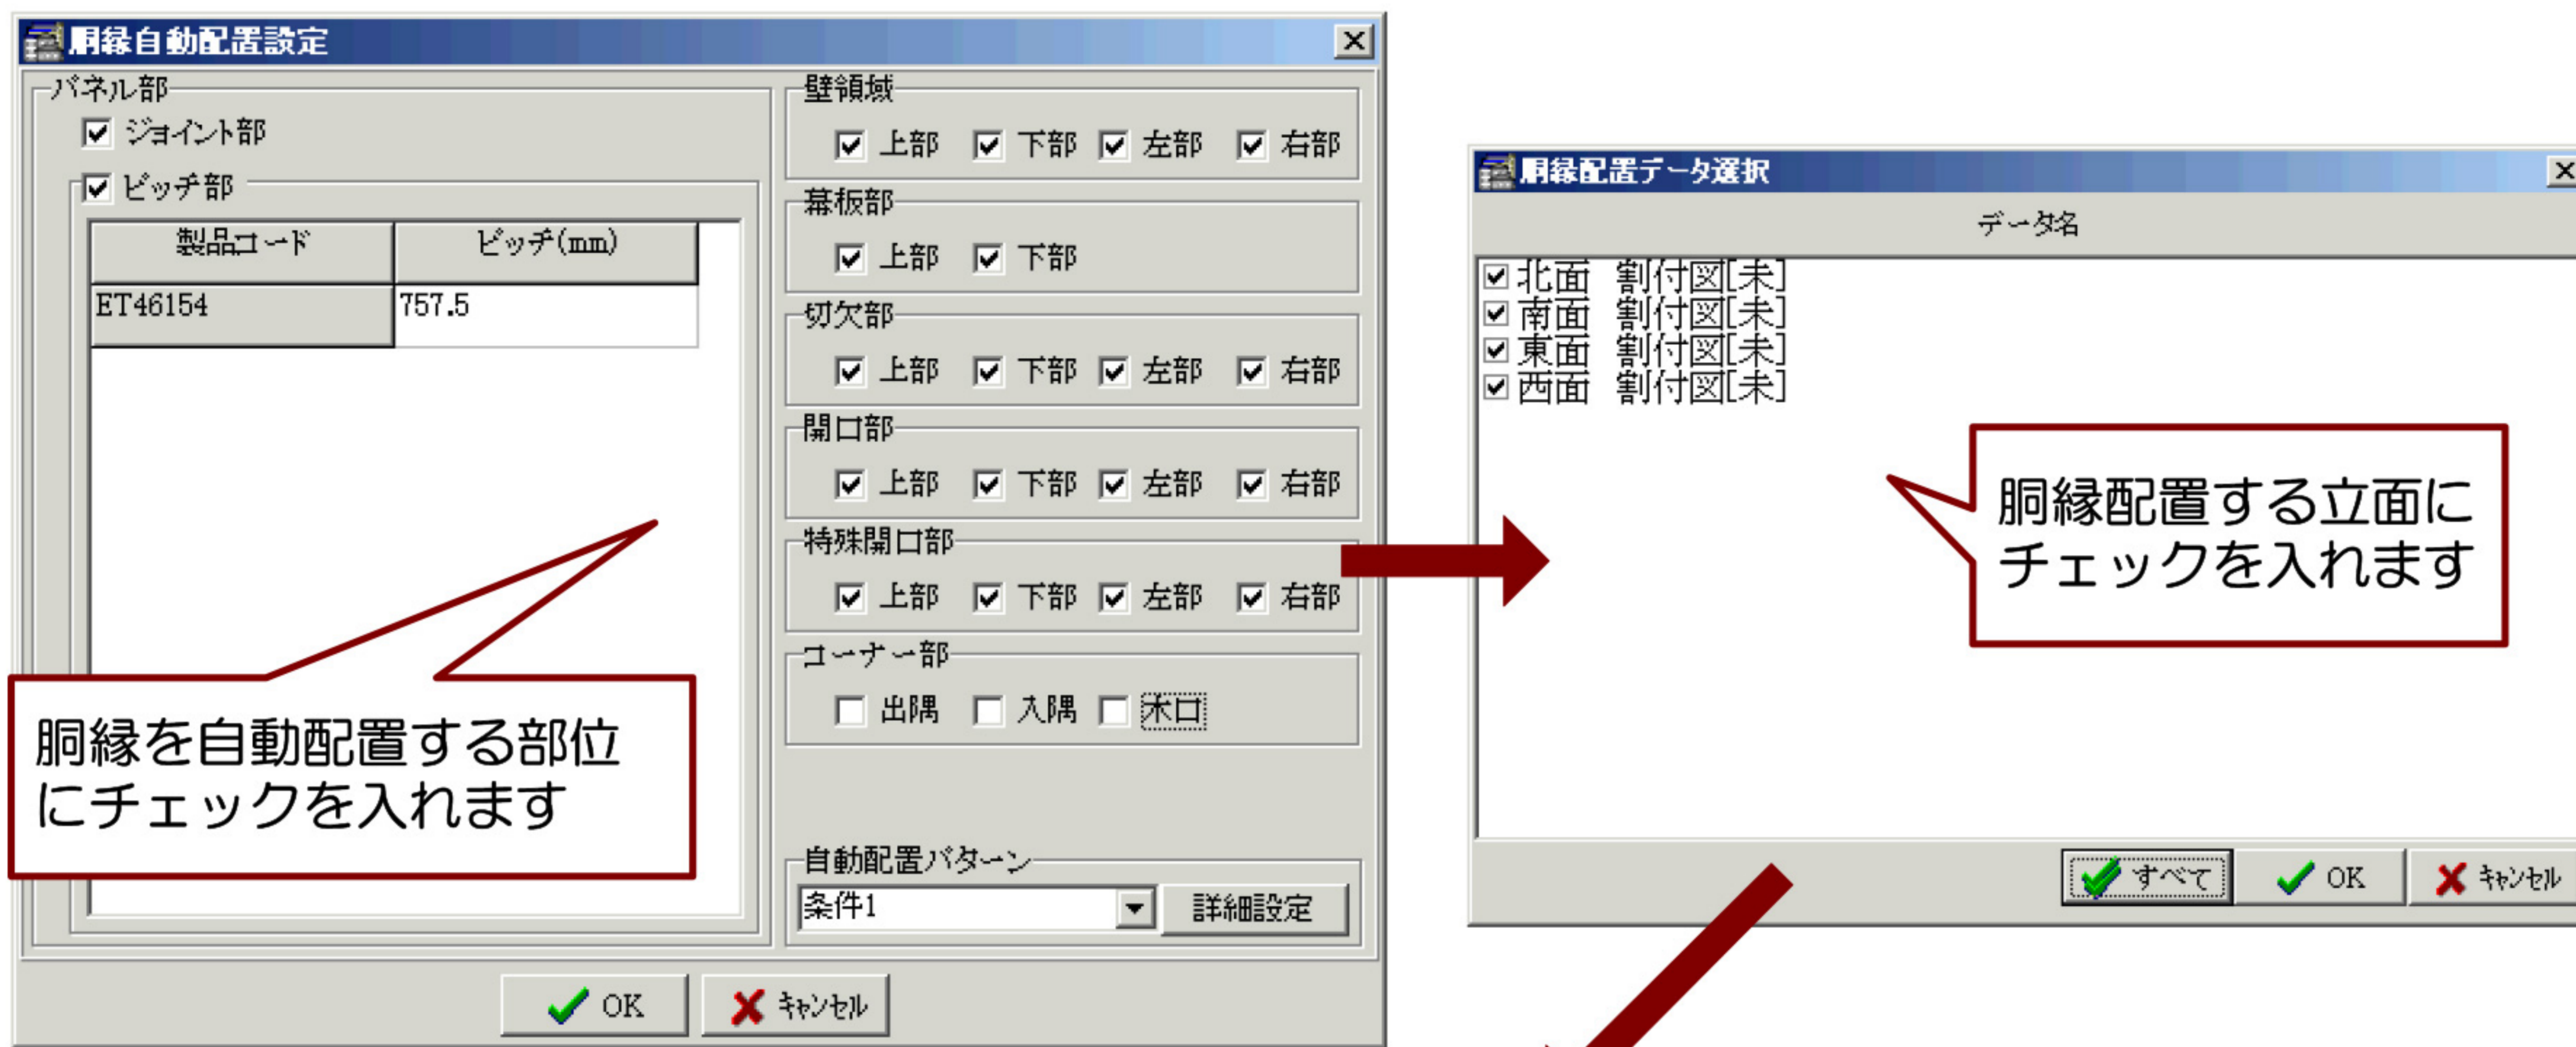 胴縁自動配置設定
パネル部
ジョイント部
ピッチ部
製品コード ピッチ(mm)
ET46154 757.5
胴縁を自動配置する部位
にチェックを入れます
壁領域
上部 下部 左部 右部
幕板部
上部 下部
切欠部
上部 下部 左部 右部
開口部
上部 下部 左部 右部
特殊開口部
上部 下部 左部 右部
コーナー部
出隅 入隅 木口
自動配置パターン
条件1 詳細設定
OK キャンセル
胴縁配置データ選択
データ名
北面 割付図[未]
南面 割付図[未]
東面 割付図[未]
西面 割付図[未]
胴縁配置する立面に
チェックを入れます
すべて OK キャンセル